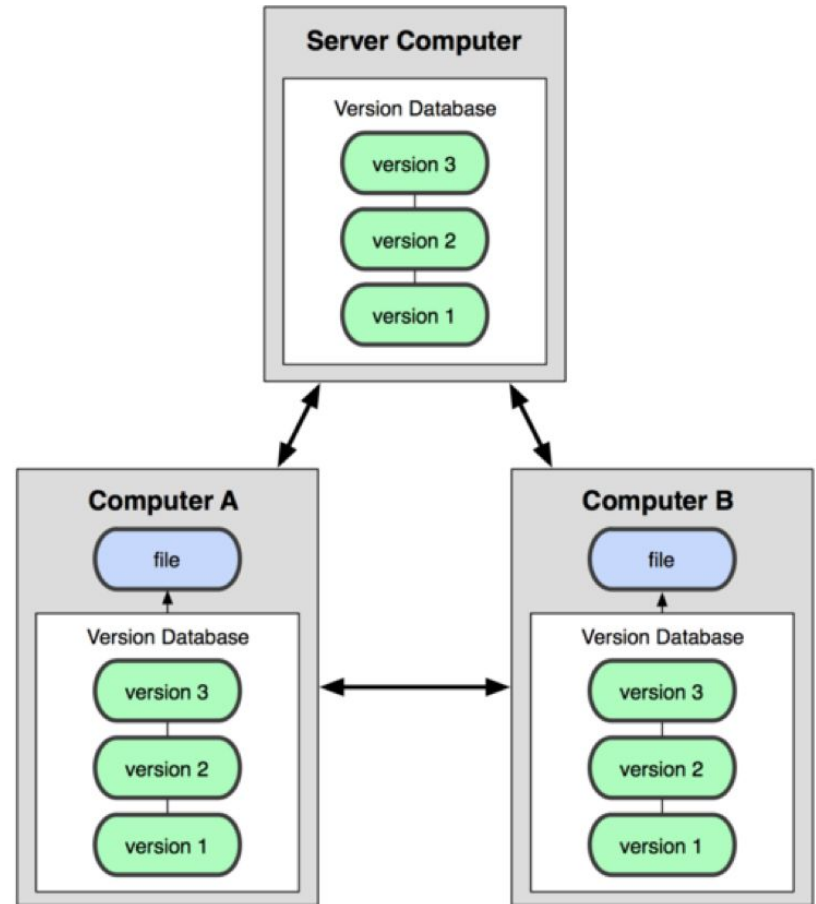 Server Computer
Version Database
version 3
version 2
version 1
Computer A
file
Version Database
version 3
version 2
version 1
Computer B
file
Version Database
version 3
version 2
version 1